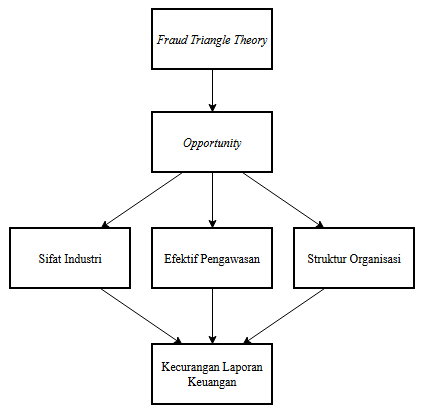 Fraud Triangle Theory
Opportunity
Sifat Industri
Efektif Pengawasan
Struktur Organisasi
Kecurangan Laporan
Keuangan